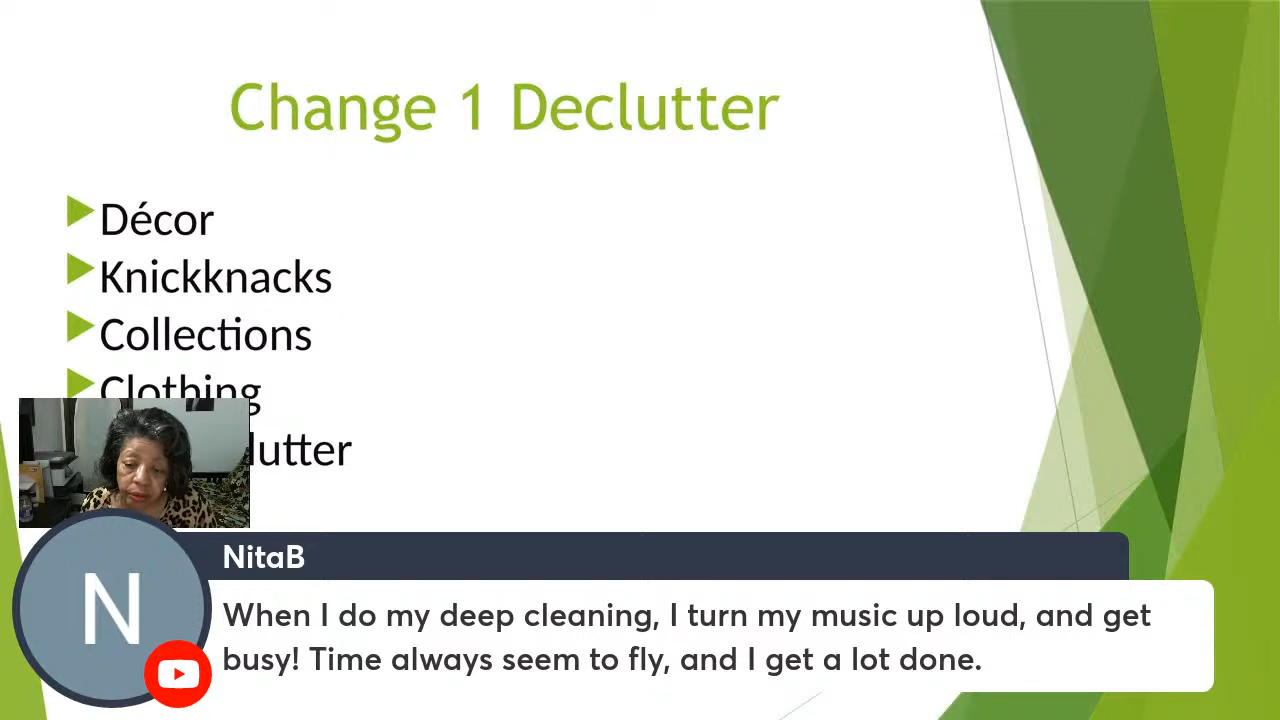 Change 1 Declutter
Décor
Knickknacks
Collections
Clothing
lutter
NitaB
N
When I do my deep cleaning, I turn my music up loud, and get
busy! Time always seem to fly, and I get a lot done.